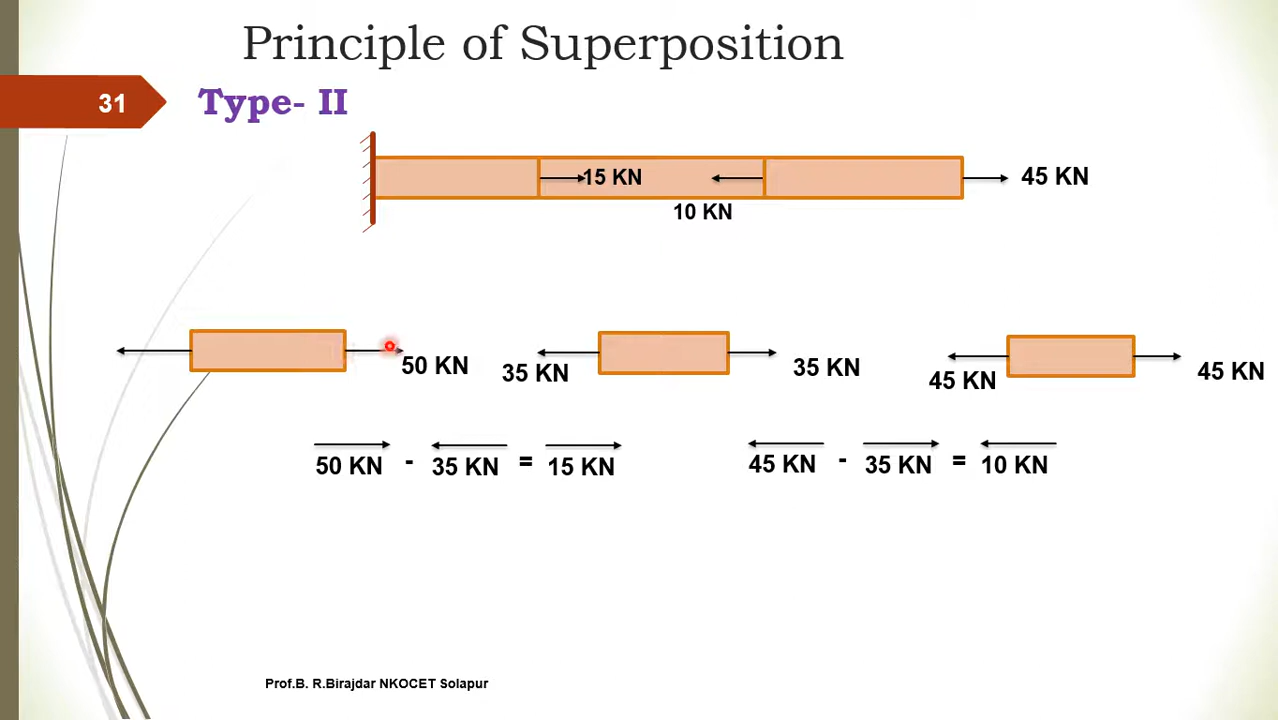 Principle of Superposition
31
Type- II
15 KN
45 KN
10 KN
50 KN
35 KN
35 KN
45 KN
45 KN
50 KN - 35 KN = 15 KN
45 KN - 35 KN = 10 KN
Prof.B. R.Birajdar NKOCET Solapur